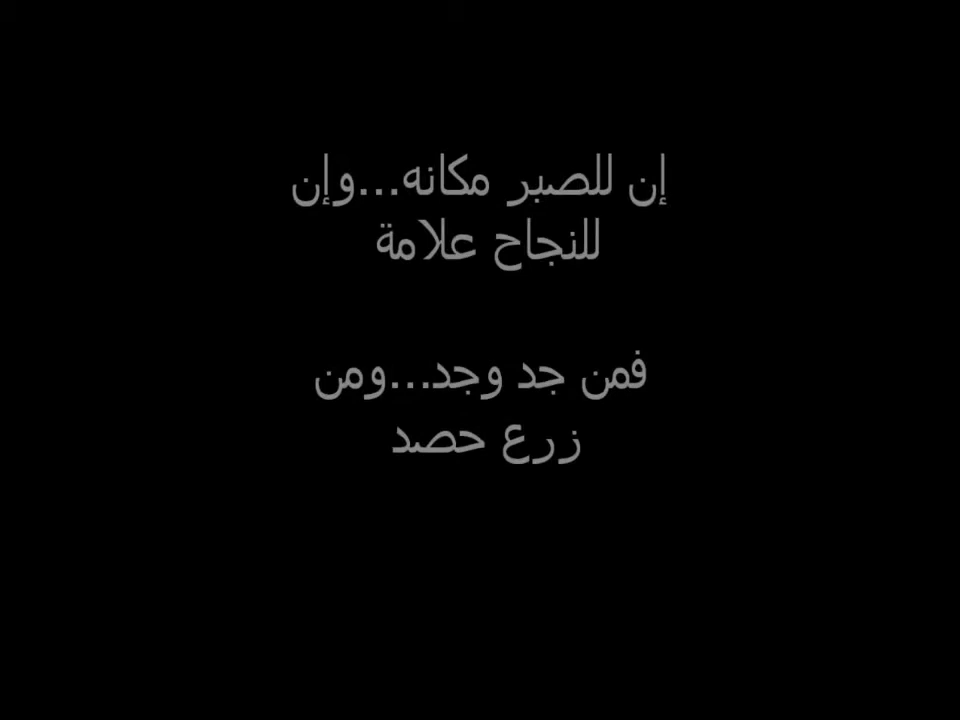 إن للصبر مكانه...وإن
للنجاح علامة
فمن جد وجد...ومن
زرع حصد